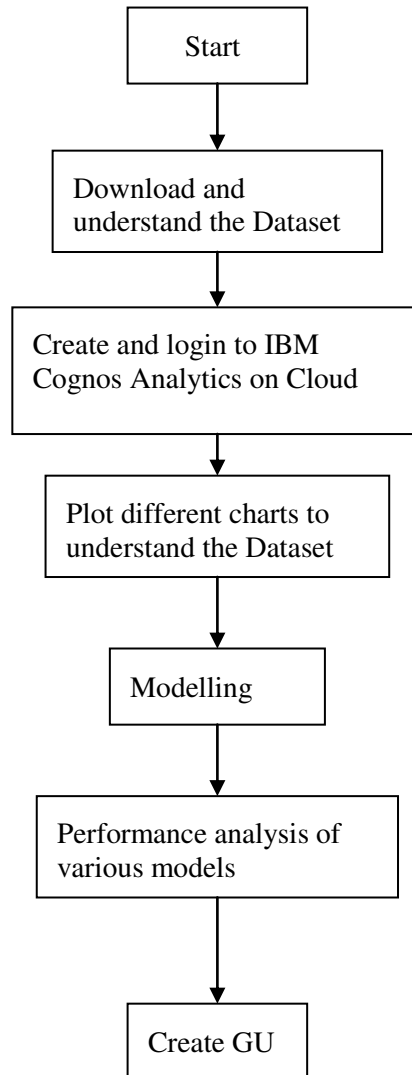 Start
Download and
understand the Dataset
Create and login to IBM
Cognos Analytics on Cloud
Plot different charts to
understand the Dataset
Modelling
Performance analysis of
various models
Create GU